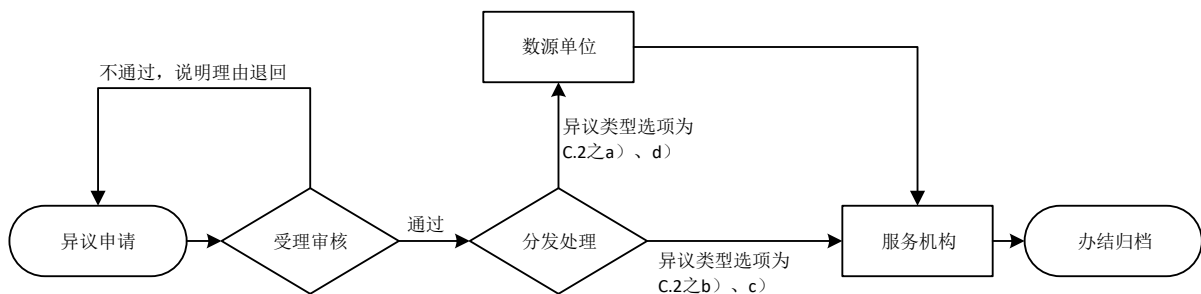 数源单位
不通过，说明理由退回
异议类型选项为
C.2之a）、d）
异议申请
受理审核
通过
分发处理
服务机构
办结归档
异议类型选项为
C.2之b）、c）